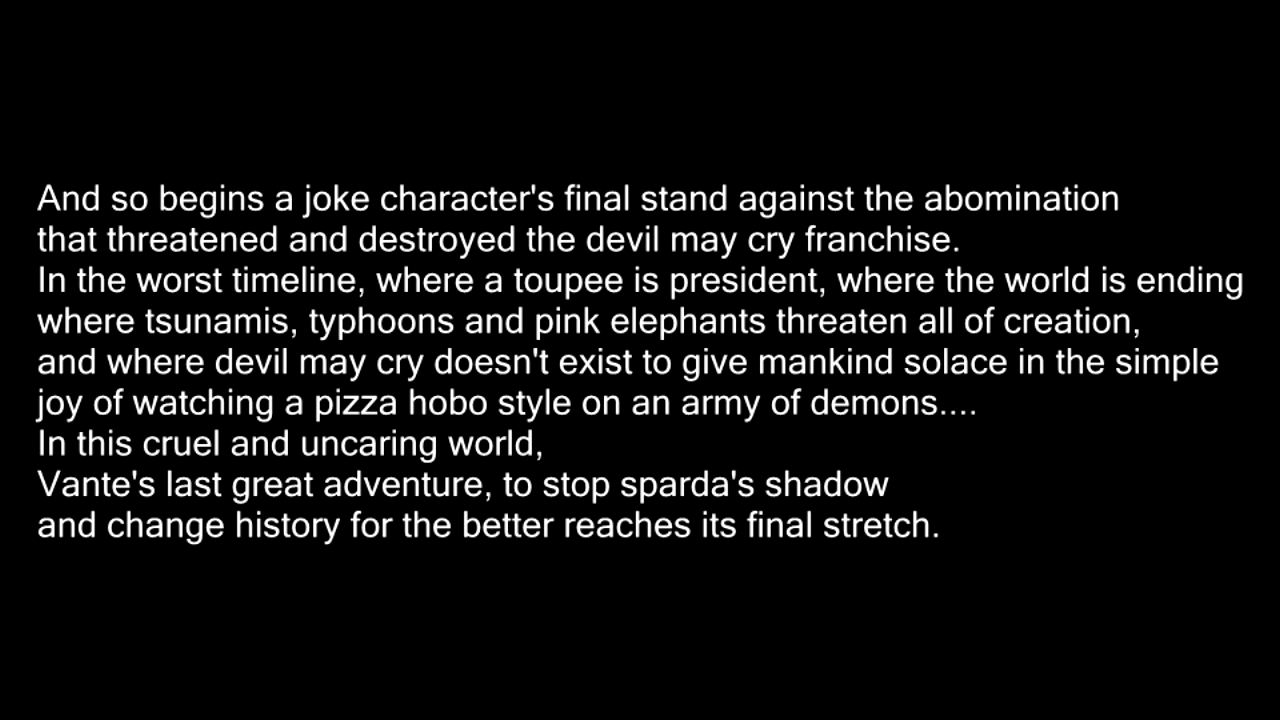 And so begins a joke character's final stand against the abomination
that threatened and destroyed the devil may cry franchise.
In the worst timeline, where a toupee is president, where the world is ending
where tsunamis, typhoons and pink elephants threaten all of creation,
and where devil may cry doesn't exist to give mankind solace in the simple
joy of watching a pizza hobo style on an army of demons....
In this cruel and uncaring world,
Vante's last great adventure, to stop sparda's shadow
and change history for the better reaches its final stretch.